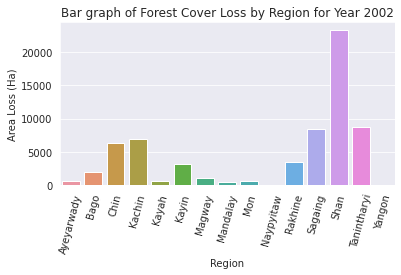 Bar graph of Forest Cover Loss by Region for Year 2002
Area Loss (Ha)
20000
15000
10000
5000
0
Ayeyarwady
Bago
Chin
Kachin
Kayah
Kayin
Magway
Mandalay
Mon
Naypyitaw
Rakhine
Sagaing
Shan
Tanintharyi
Yangon
Region